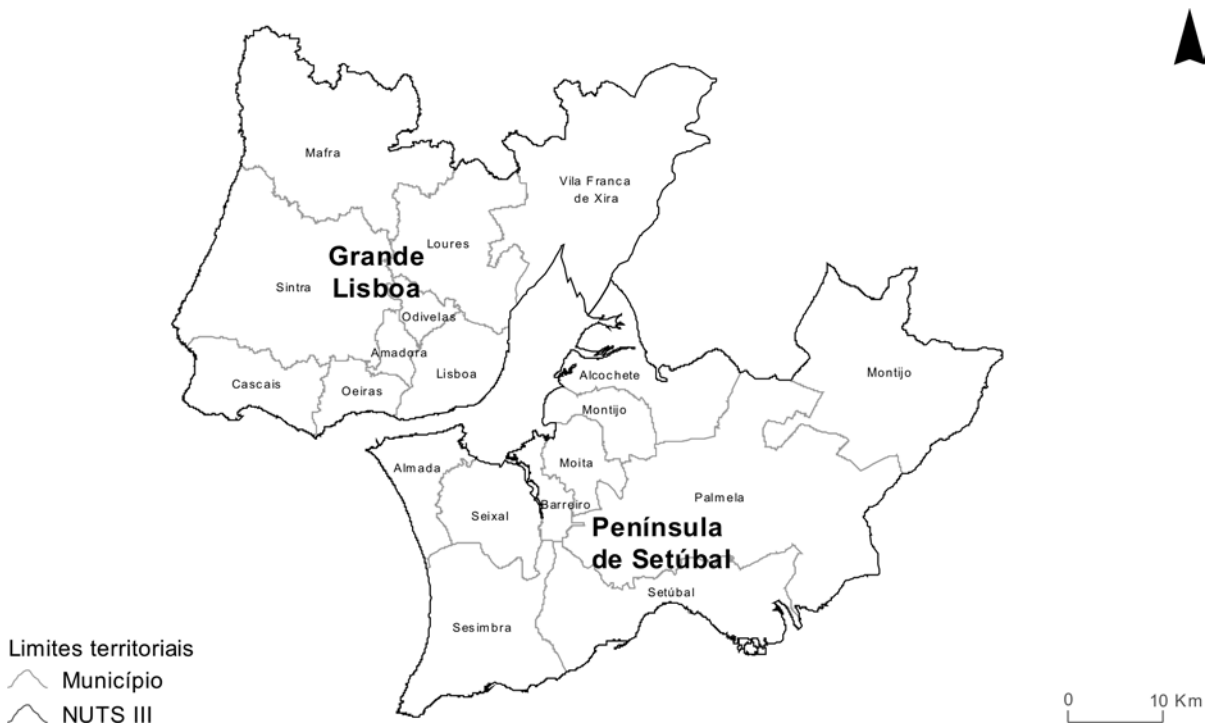 Mafra
Vila Franca
de Xira
Loures
Grande
Lisboa
Sintra
Odivelas
Amadora
Lisboa
Cascais
Oeiras
Alcochete
Montijo
Montijo
Almada
Moita
Seixal
Barreiro
Palmela
Península
de Setúbal
Setúbal
Sesimbra
Limites territoriais
Município
NUTS III
0 10 Km